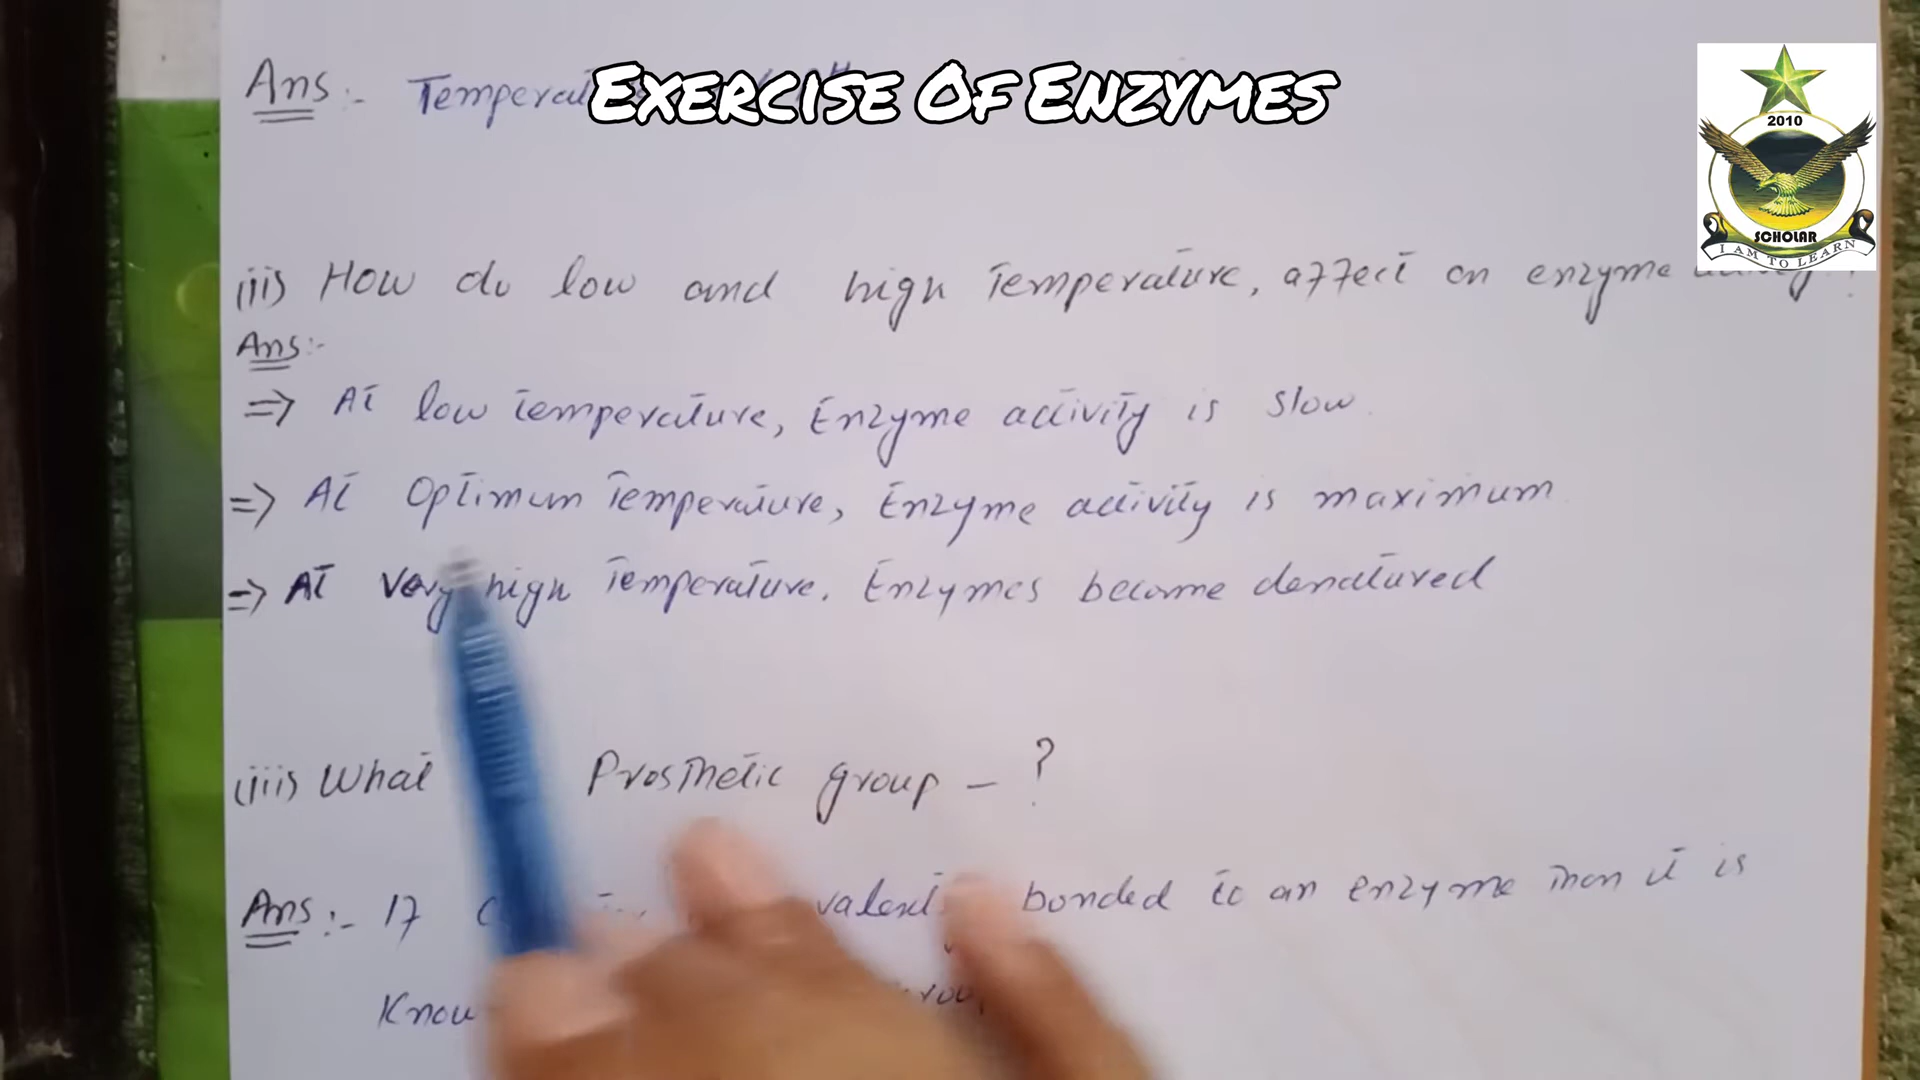 Exercise Of Enzymes
Ans:-
2010
SCHOLAR
I AM TO LEARN
(ii) How do low and high Temperature, affect on enzyme
Ans:-
=> At low temperature, Enzyme activity is slow.
=> At Optimum Temperature, Enzyme activity is maximum.
=> At very high Temperature. Enzymes become denatured
(iii) What Prosthetic group - ?
Ans:- If bonded to an enzyme then it is